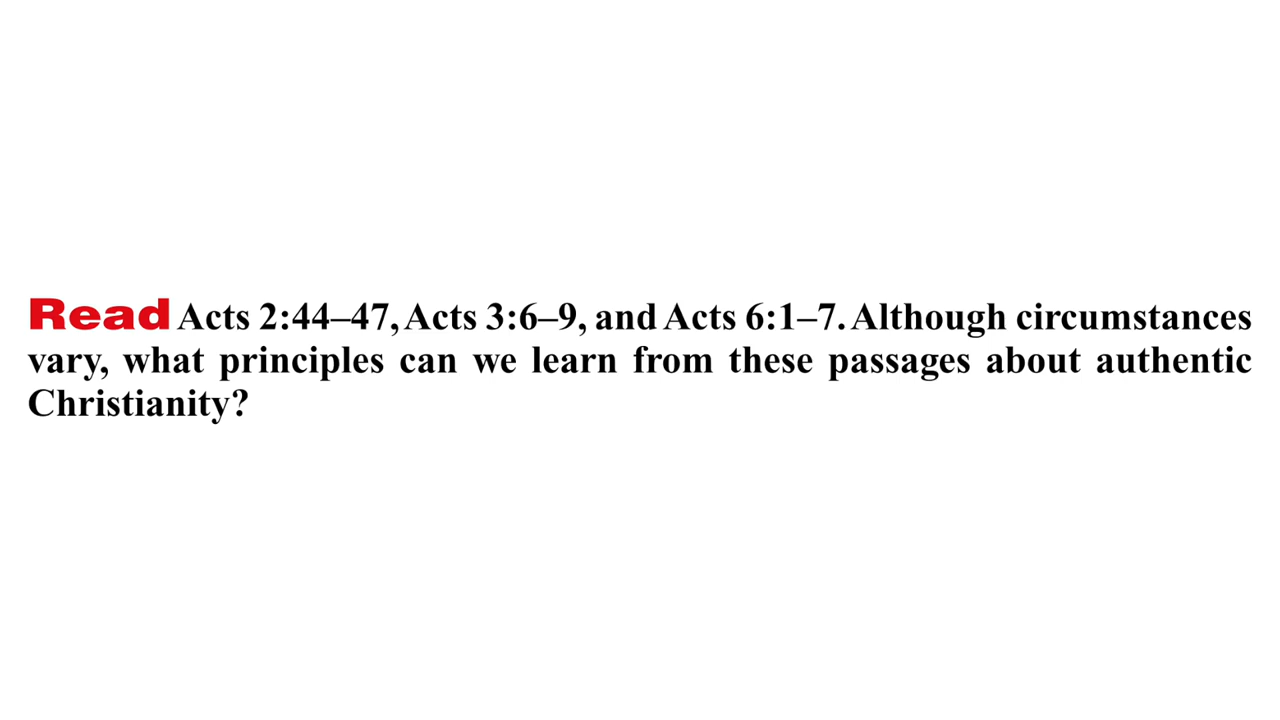 Read Acts 2:44–47, Acts 3:6–9, and Acts 6:1–7. Although circumstances
vary, what principles can we learn from these passages about authentic
Christianity?